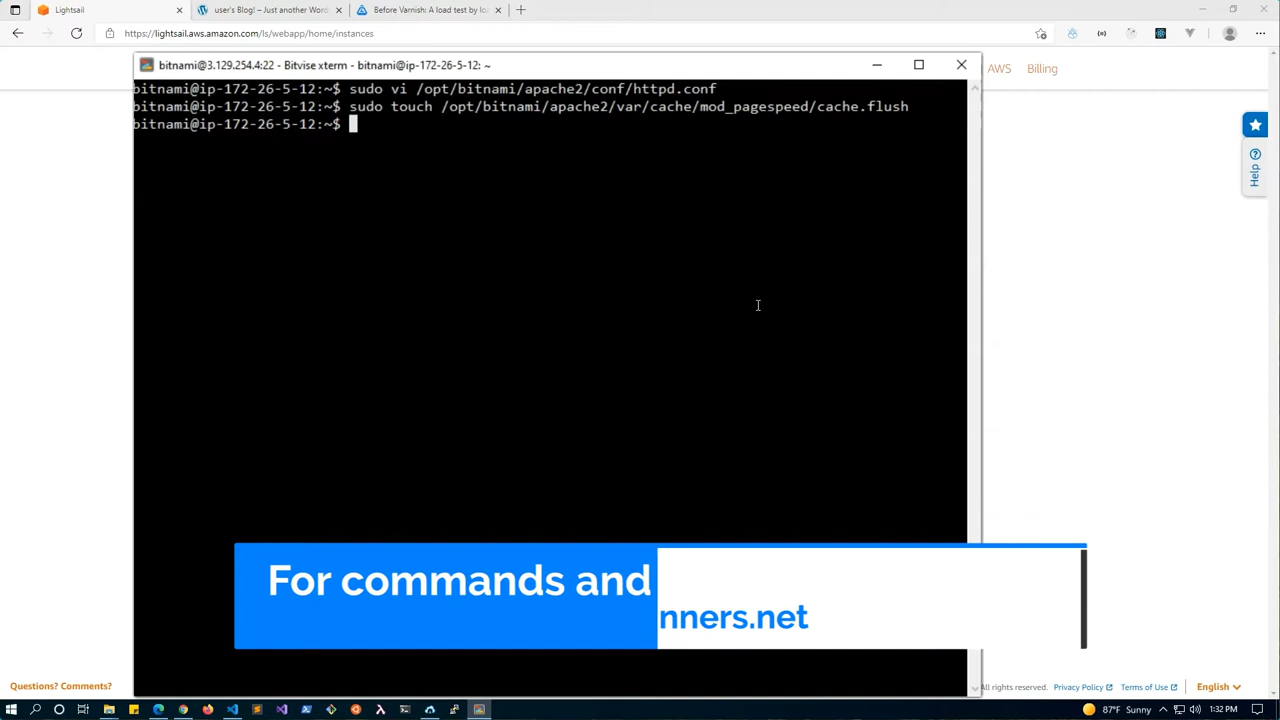 Lightsail
user's Blog! – Just another Word
Before Varnish: A load test by lo
https://lightsail.aws.amazon.com/ls/webapp/home/instances
bitnami@3.129.254.4:22 - Bitvise xterm - bitnami@ip-172-26-5-12: ~
AWS Billing
bitnami@ip-172-26-5-12:~$ sudo vi /opt/bitnami/apache2/conf/httpd.conf
bitnami@ip-172-26-5-12:~$ sudo touch /opt/bitnami/apache2/var/cache/mod_pagespeed/cache.flush
bitnami@ip-172-26-5-12:~$
Help
For commands and
nners.net
Questions? Comments?
All rights reserved. Privacy Policy Terms of Use English
87°F Sunny 1:32 PM